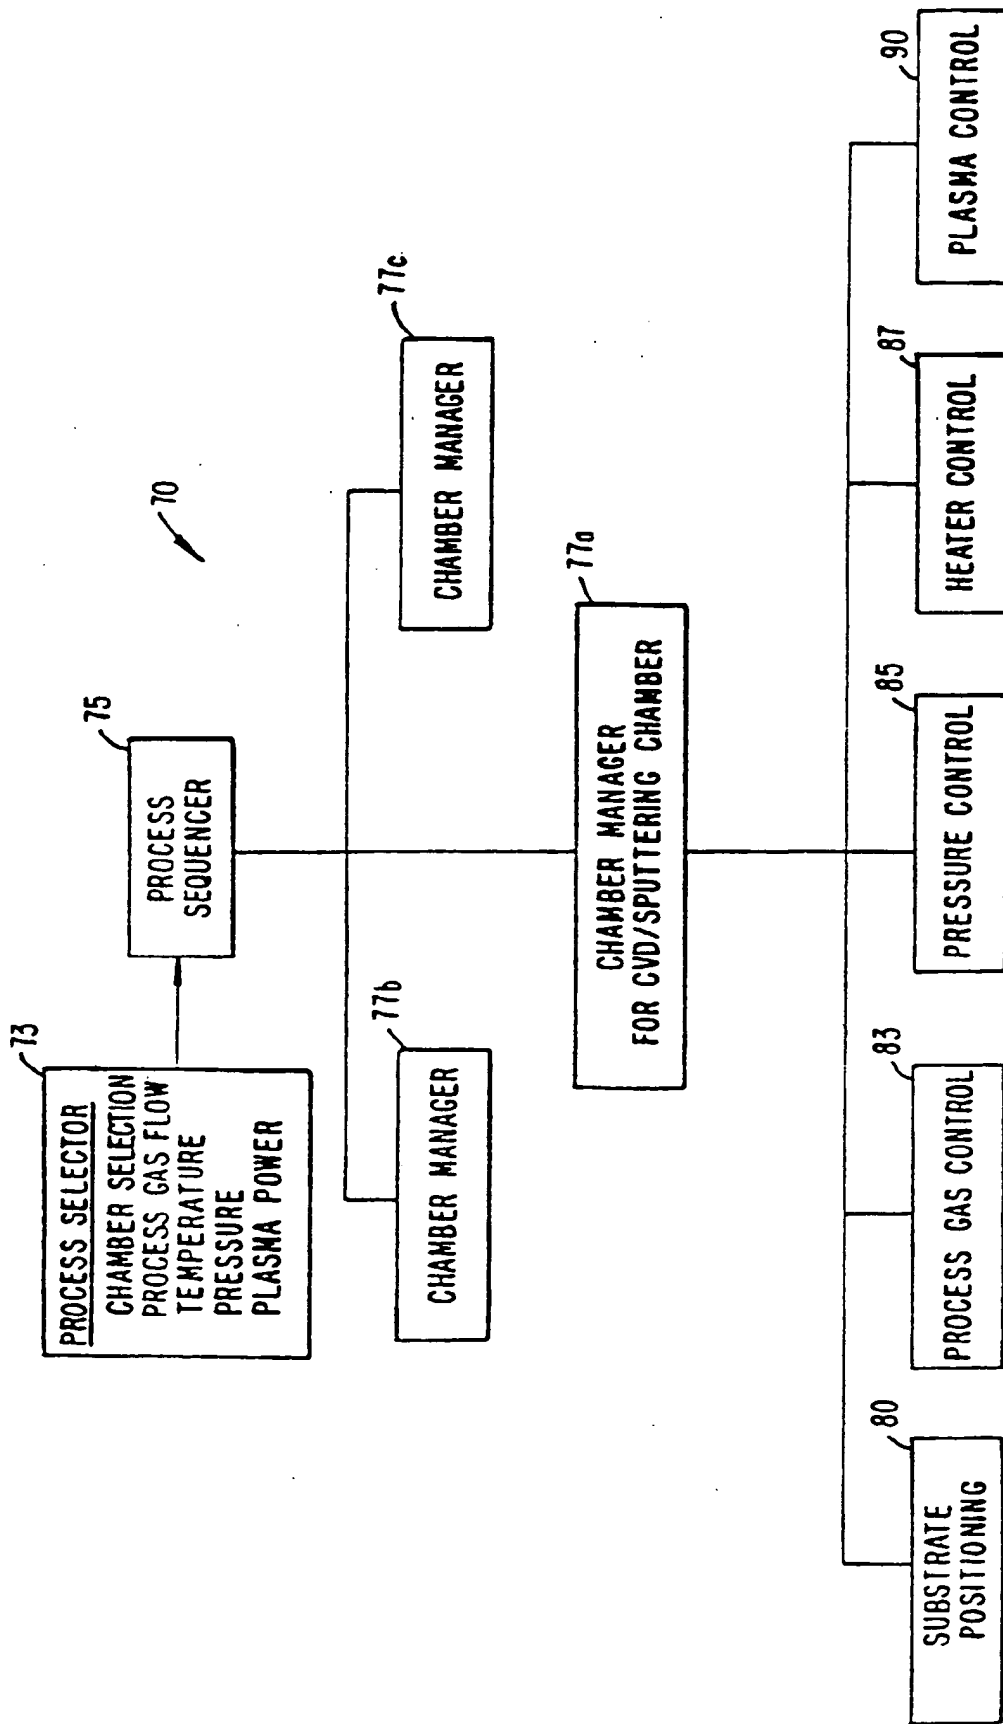 70
73
PROCESS SELECTOR
CHAMBER SELECTION
PROCESS GAS FLOW
TEMPERATURE
PRESSURE
PLASMA POWER
75
PROCESS
SEQUENCER
77b
CHAMBER MANAGER
77c
CHAMBER MANAGER
77a
CHAMBER MANAGER
FOR CVD/SPUTTERING CHAMBER
80
SUBSTRATE
POSITIONING
83
PROCESS GAS CONTROL
85
PRESSURE CONTROL
87
HEATER CONTROL
90
PLASMA CONTROL